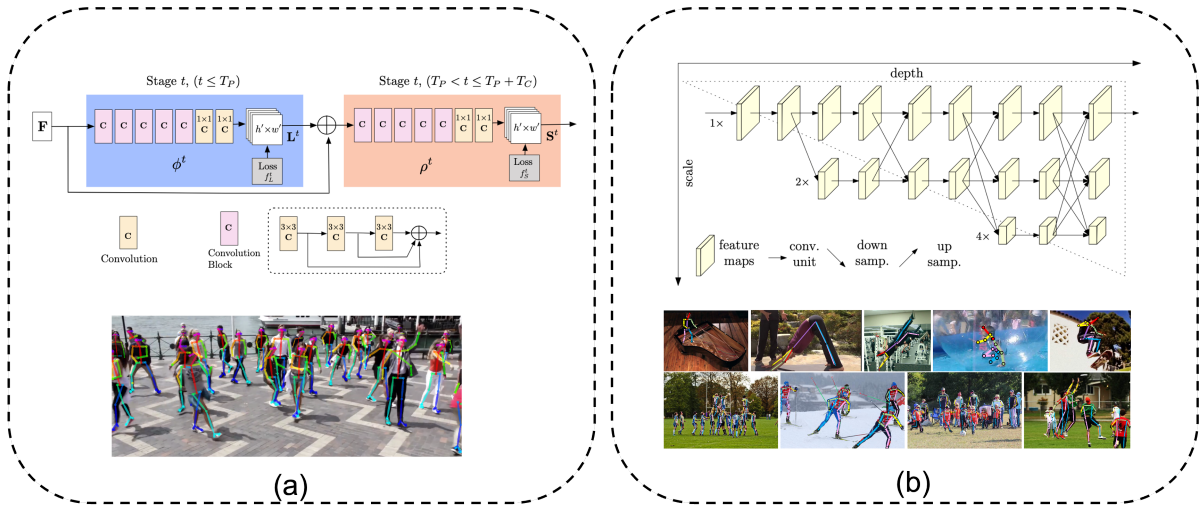 Stage t, (t ≤ T_P)
Stage t, (T_P < t ≤ T_P + T_C)
F
C C C C C 1×1 C 1×1 C h′×w′ L^t
C C C C C 1×1 C 1×1 C h′×w′ S^t
ϕ^t
Loss
f_L^t
ρ^t
Loss
f_S^t
C
Convolution
C
Convolution
Block
3×3 C 3×3 C 3×3 C
(a)
depth
scale
1×
2×
4×
feature
maps
conv.
unit
down
samp.
up
samp.
(b)